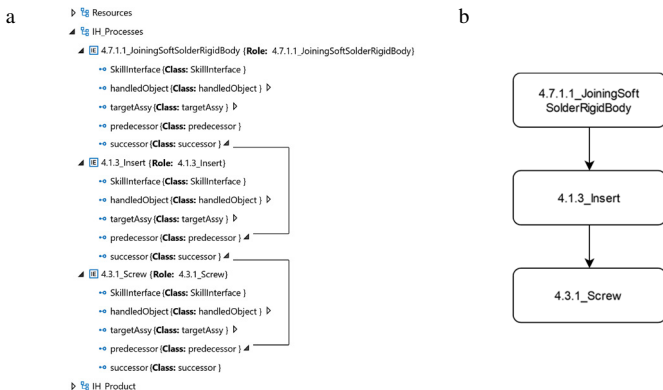 a
Resources
IH_Processes
4.7.1.1_JoiningSoftSolderRigidBody {Role: 4.7.1.1_JoiningSoftSolderRigidBody}
SkillInterface {Class: SkillInterface }
handledObject {Class: handledObject }
targetAssy {Class: targetAssy }
predecessor {Class: predecessor }
successor {Class: successor }
4.1.3_Insert {Role: 4.1.3_Insert}
SkillInterface {Class: SkillInterface }
handledObject {Class: handledObject }
targetAssy {Class: targetAssy }
predecessor {Class: predecessor }
successor {Class: successor }
4.3.1_Screw {Role: 4.3.1_Screw}
SkillInterface {Class: SkillInterface }
handledObject {Class: handledObject }
targetAssy {Class: targetAssy }
predecessor {Class: predecessor }
successor {Class: successor }
IH_Product
b
4.7.1.1_JoiningSoft
SolderRigidBody
4.1.3_Insert
4.3.1_Screw